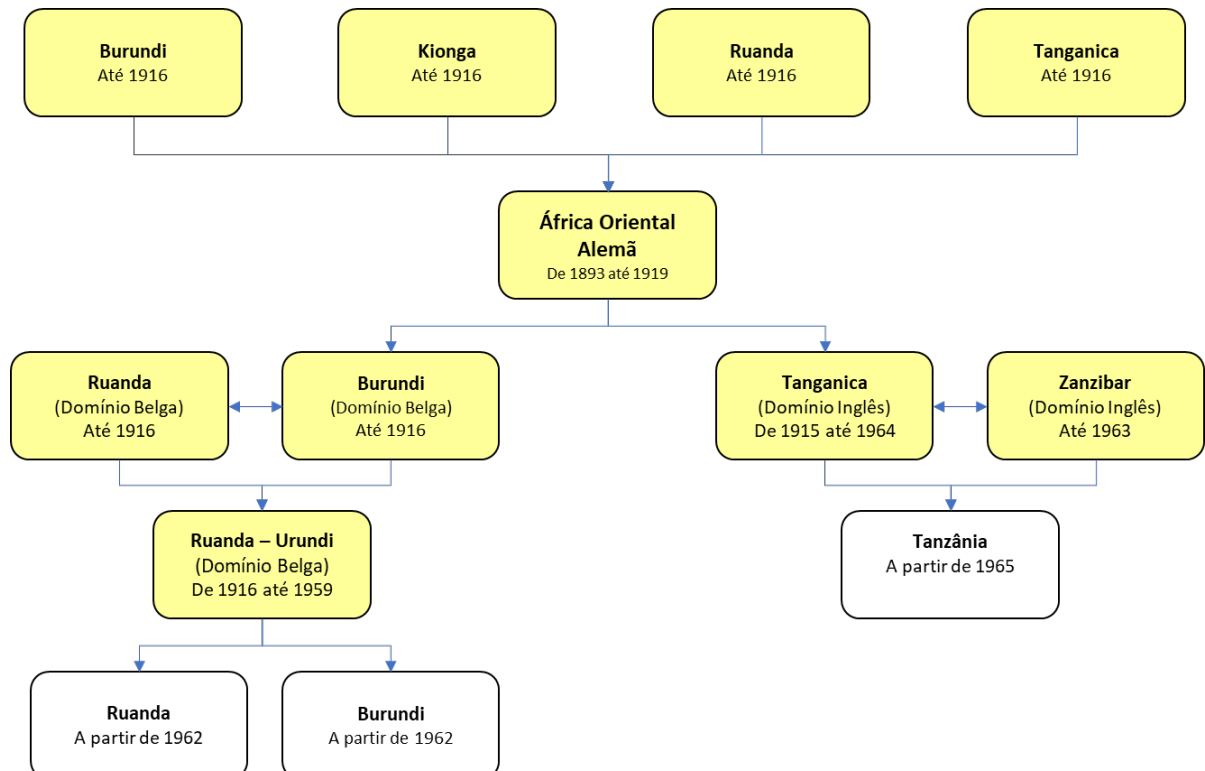 Burundi
Até 1916
Kionga
Até 1916
Ruanda
Até 1916
Tanganica
Até 1916
África Oriental
Alemã
De 1893 até 1919
Ruanda
(Domínio Belga)
Até 1916
Burundi
(Domínio Belga)
Até 1916
Tanganica
(Domínio Inglês)
De 1915 até 1964
Zanzibar
(Domínio Inglês)
Até 1963
Ruanda – Urundi
(Domínio Belga)
De 1916 até 1959
Tanzânia
A partir de 1965
Ruanda
A partir de 1962
Burundi
A partir de 1962